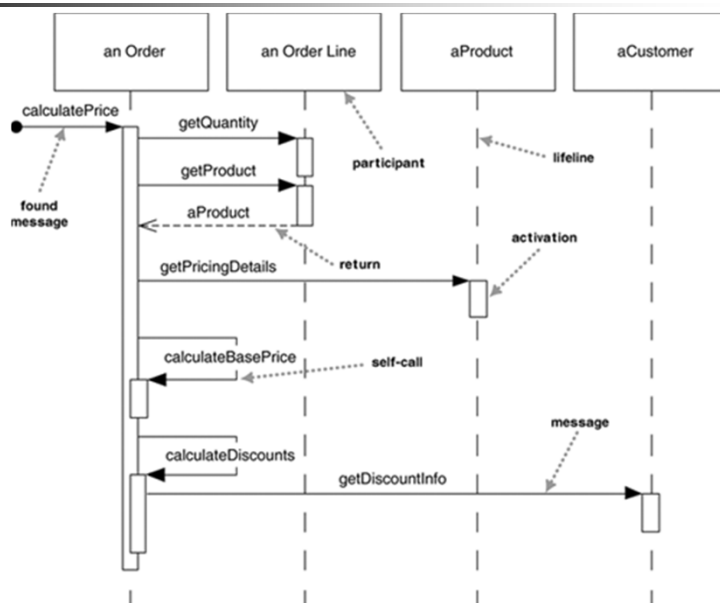 an Order
an Order Line
aProduct
aCustomer
calculatePrice
getQuantity
participant
lifeline
getProduct
found
message
aProduct
activation
return
getPricingDetails
calculateBasePrice
self-call
message
calculateDiscounts
getDiscountInfo